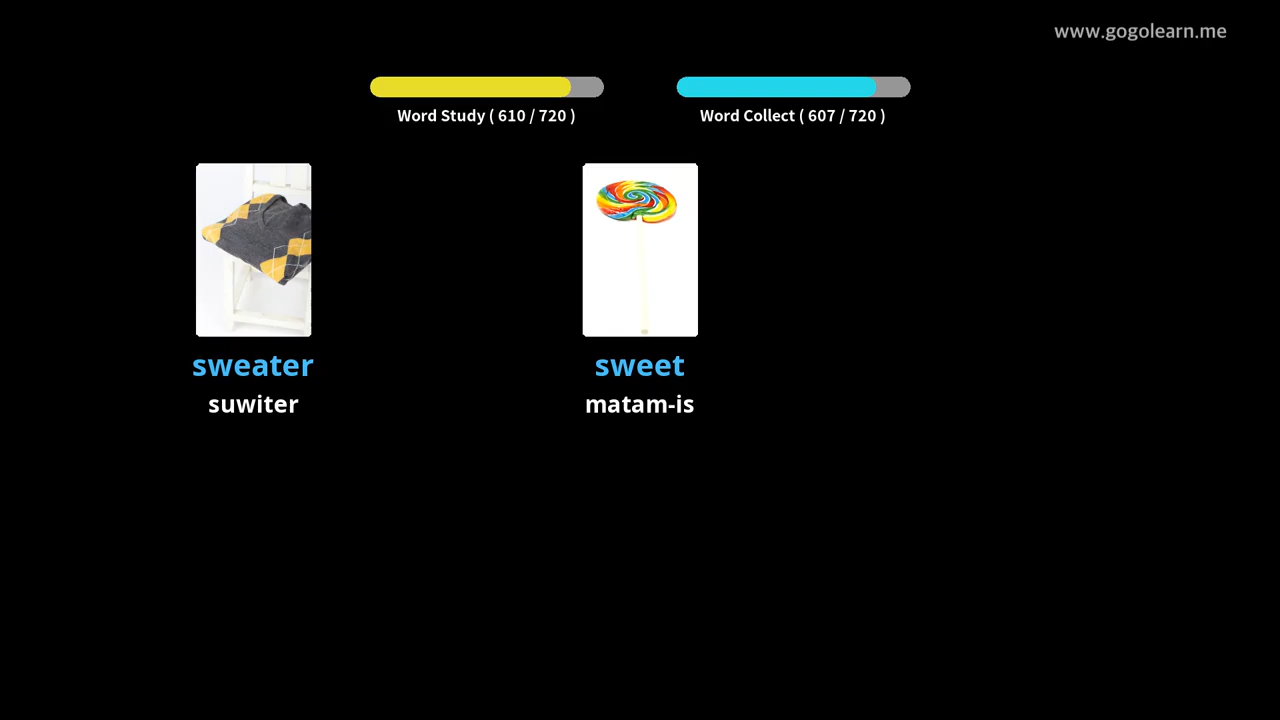 www.gogolearn.me
Word Study ( 610 / 720 )
Word Collect ( 607 / 720 )
sweater
suwiter
sweet
matam-is